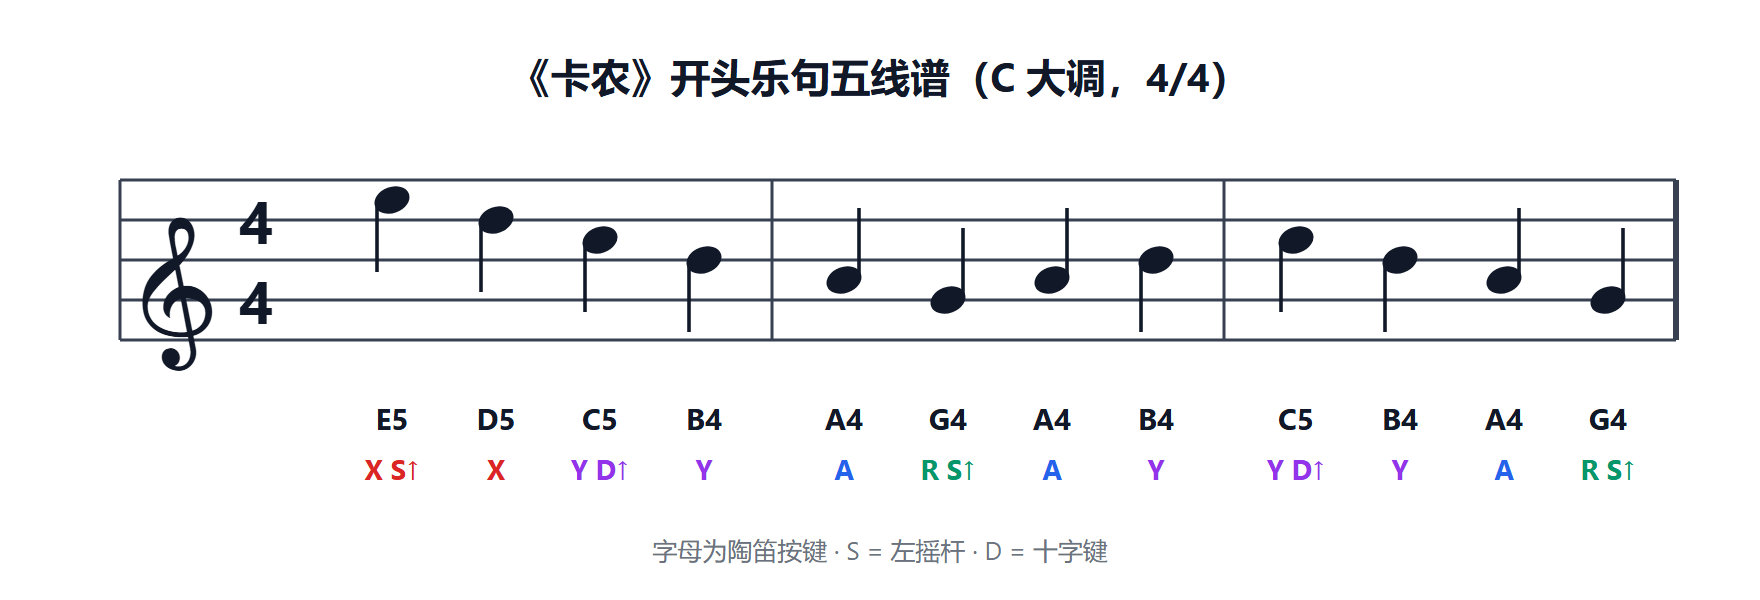 《卡农》开头乐句五线谱（C 大调，4/4）
4
4
E5 D5 C5 B4 A4 G4 A4 B4 C5 B4 A4 G4
X S↑ X Y D↑ Y A R S↑ A Y Y D↑ Y A R S↑
字母为陶笛按键 · S = 左摇杆 · D = 十字键